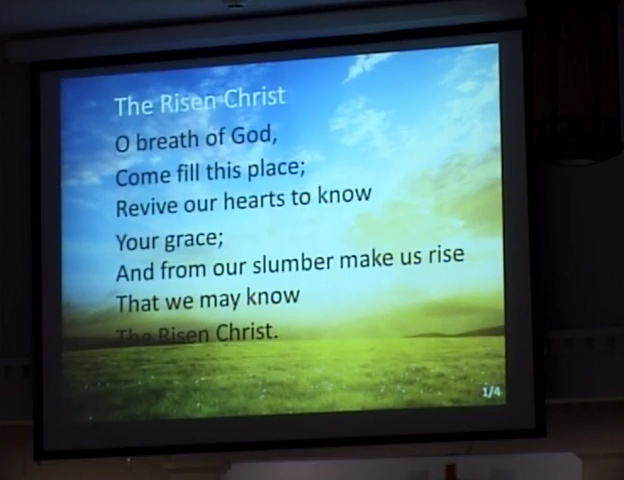 The Risen Christ
O breath of God,
Come fill this place;
Revive our hearts to know
Your grace;
And from our slumber make us rise
That we may know
The Risen Christ.
1/4